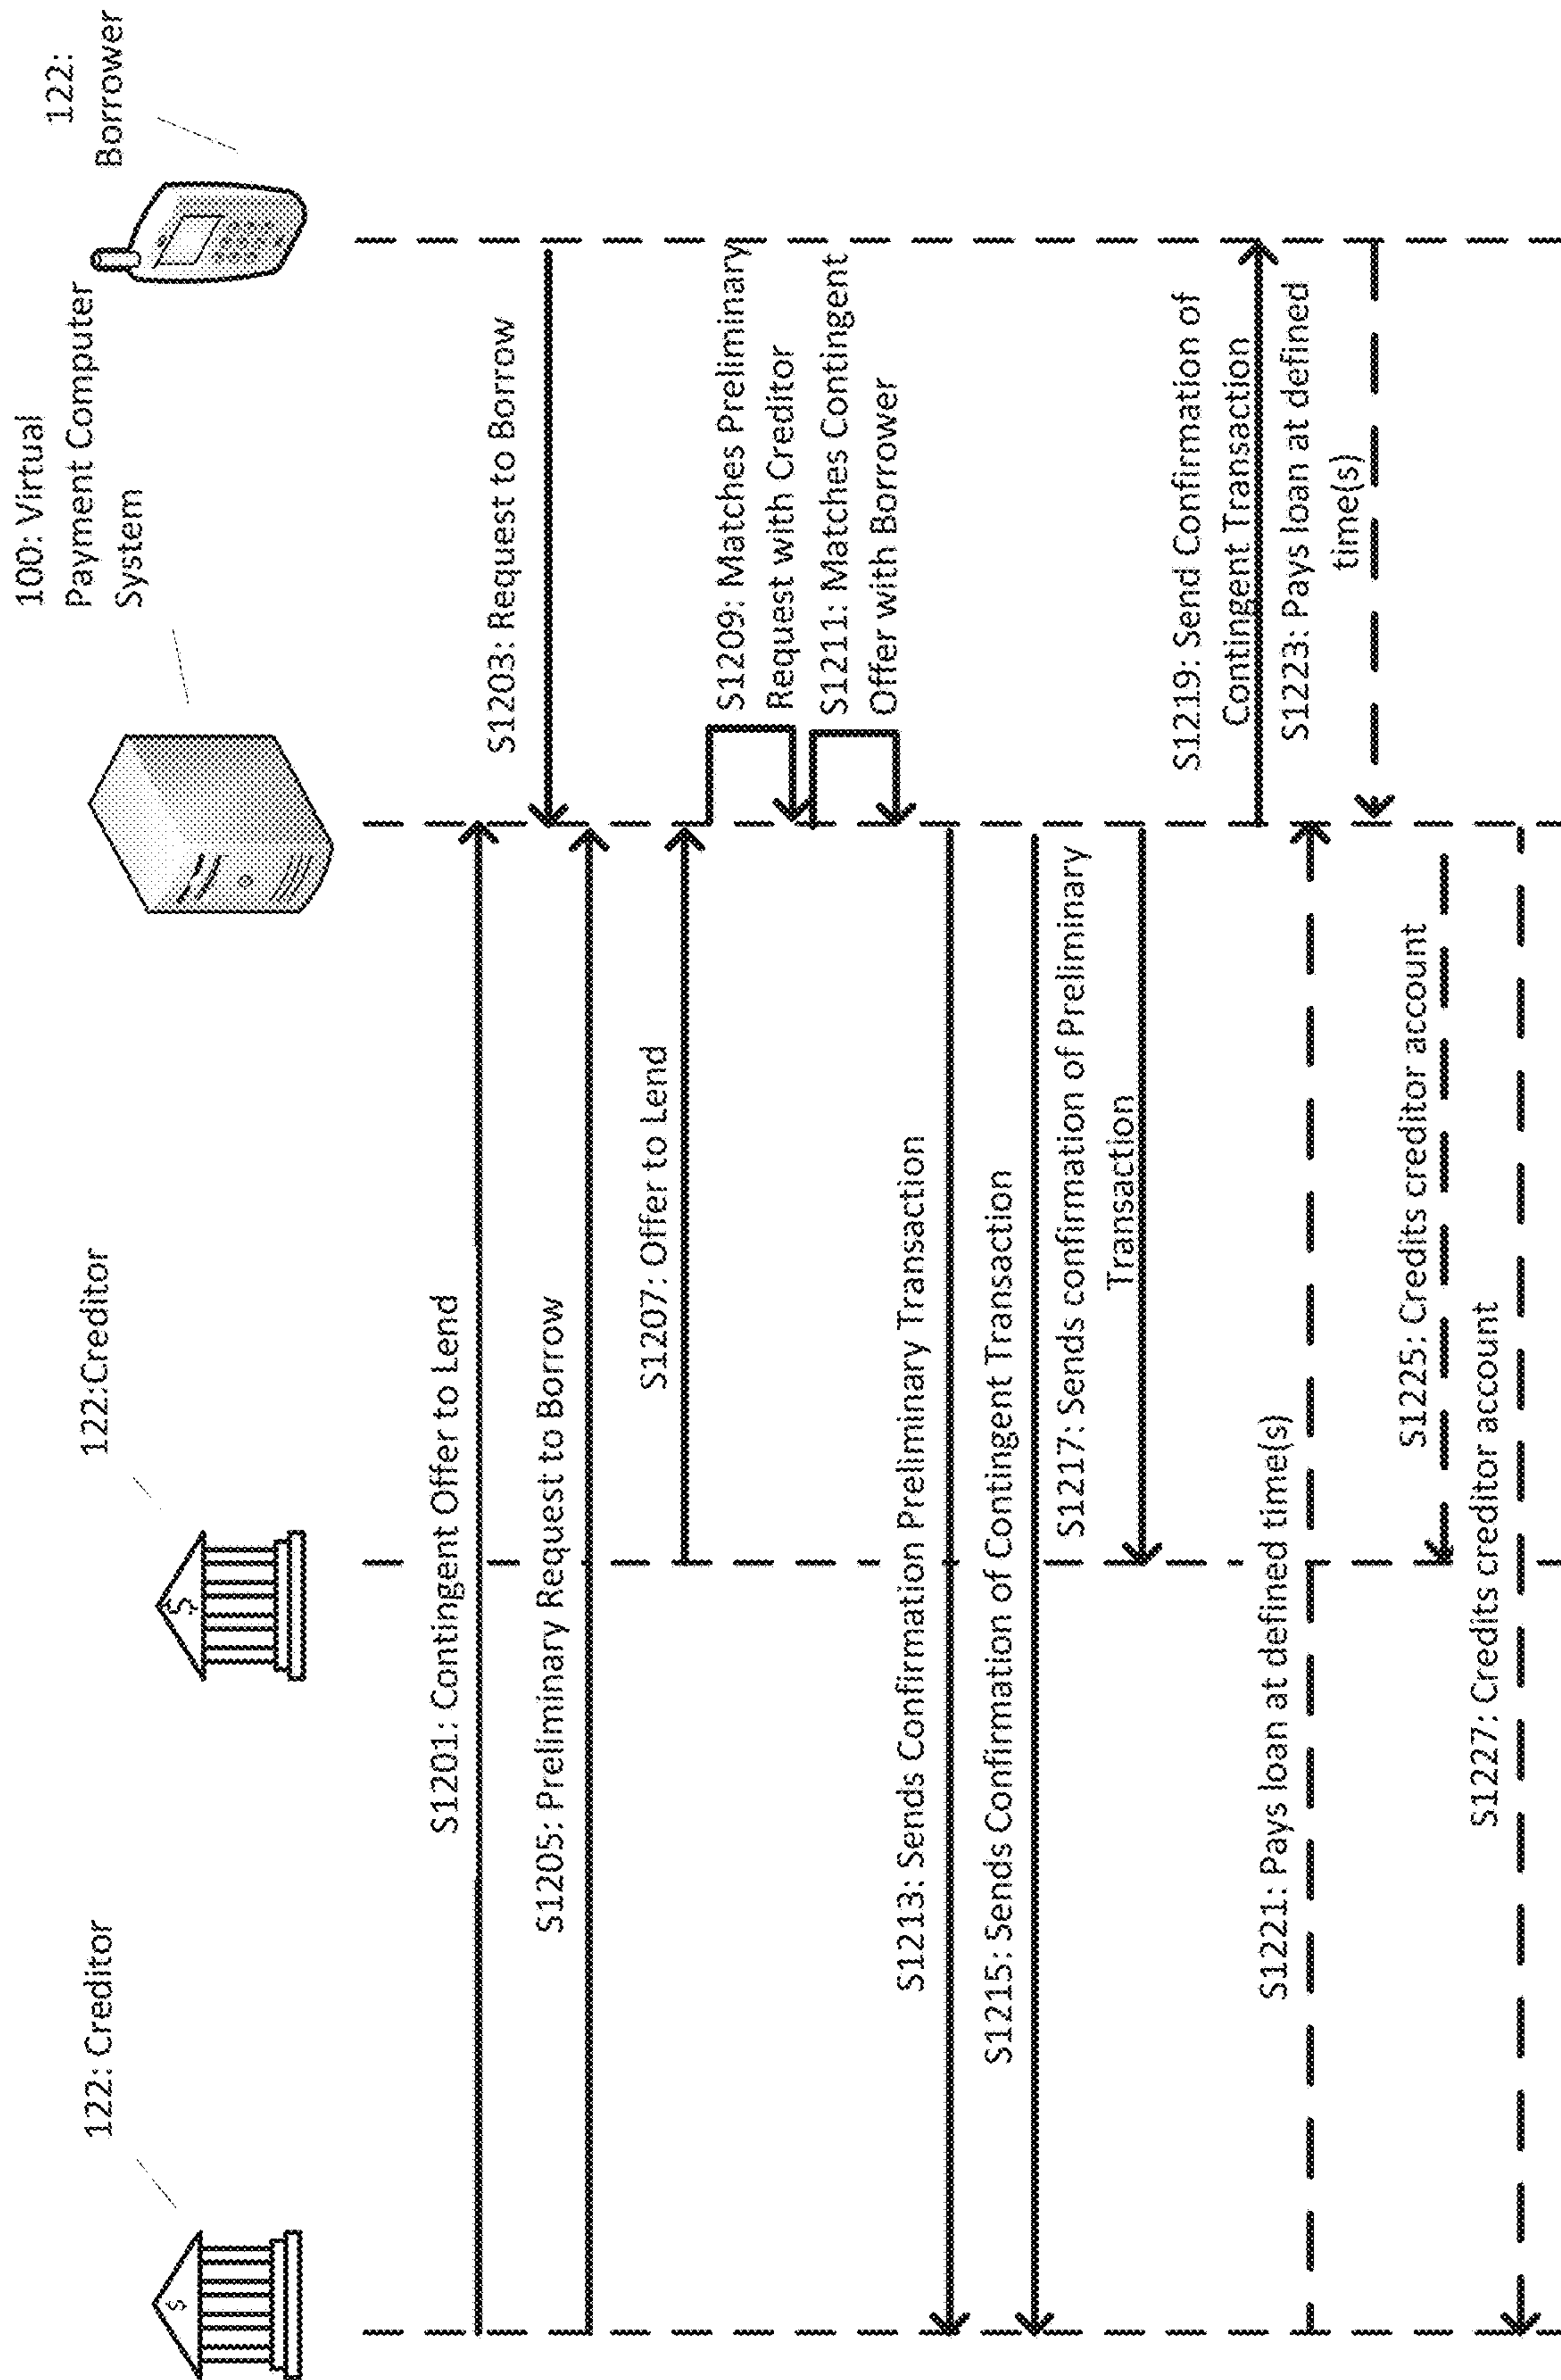 122: Creditor
122:Creditor
100: Virtual
Payment Computer
System
122:
Borrower
S1201: Contingent Offer to Lend
S1203: Request to Borrow
S1205: Preliminary Request to Borrow
S1207: Offer to Lend
S1209: Matches Preliminary
Request with Creditor
S1211: Matches Contingent
Offer with Borrower
S1213: Sends Confirmation Preliminary Transaction
S1215: Sends Confirmation of Contingent Transaction
S1217: Sends confirmation of Preliminary
Transaction
S1219: Send Confirmation of
Contingent Transaction
S1221: Pays loan at defined time(s)
S1223: Pays loan at defined
time(s)
S1225: Credits creditor account
S1227: Credits creditor account
$
$